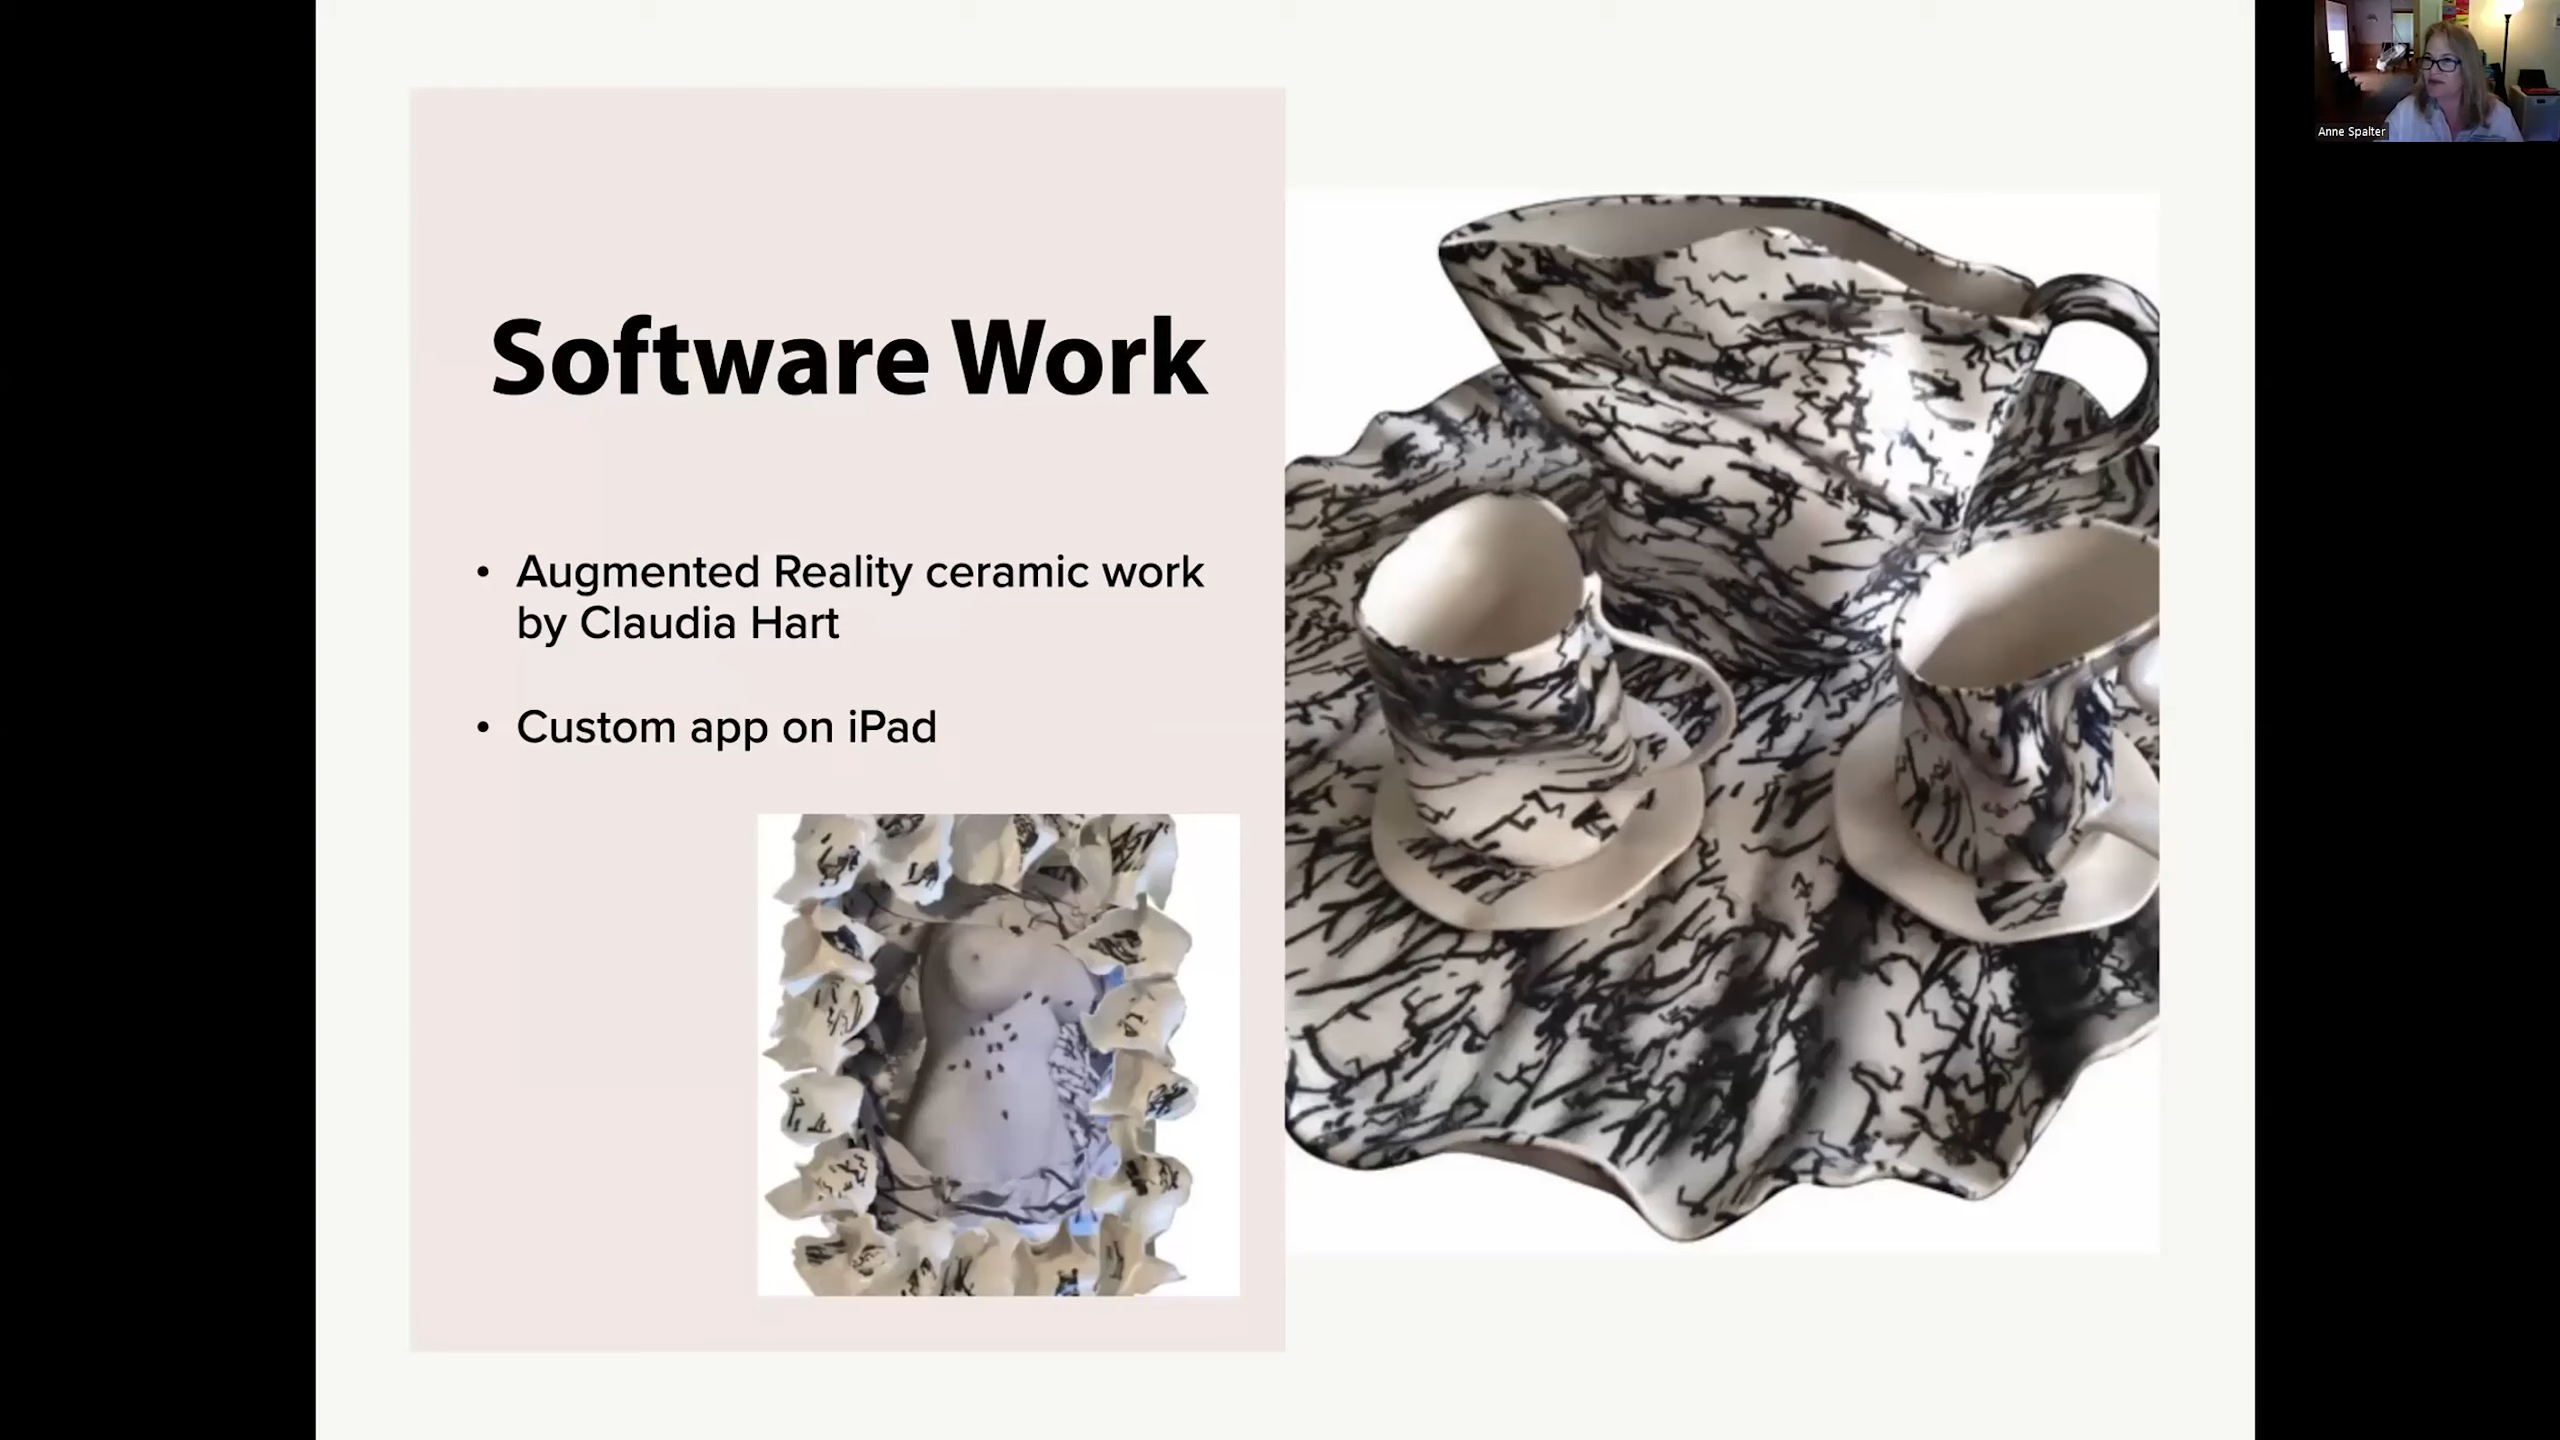 Software Work
• Augmented Reality ceramic work
by Claudia Hart
• Custom app on iPad
Anne Spalter